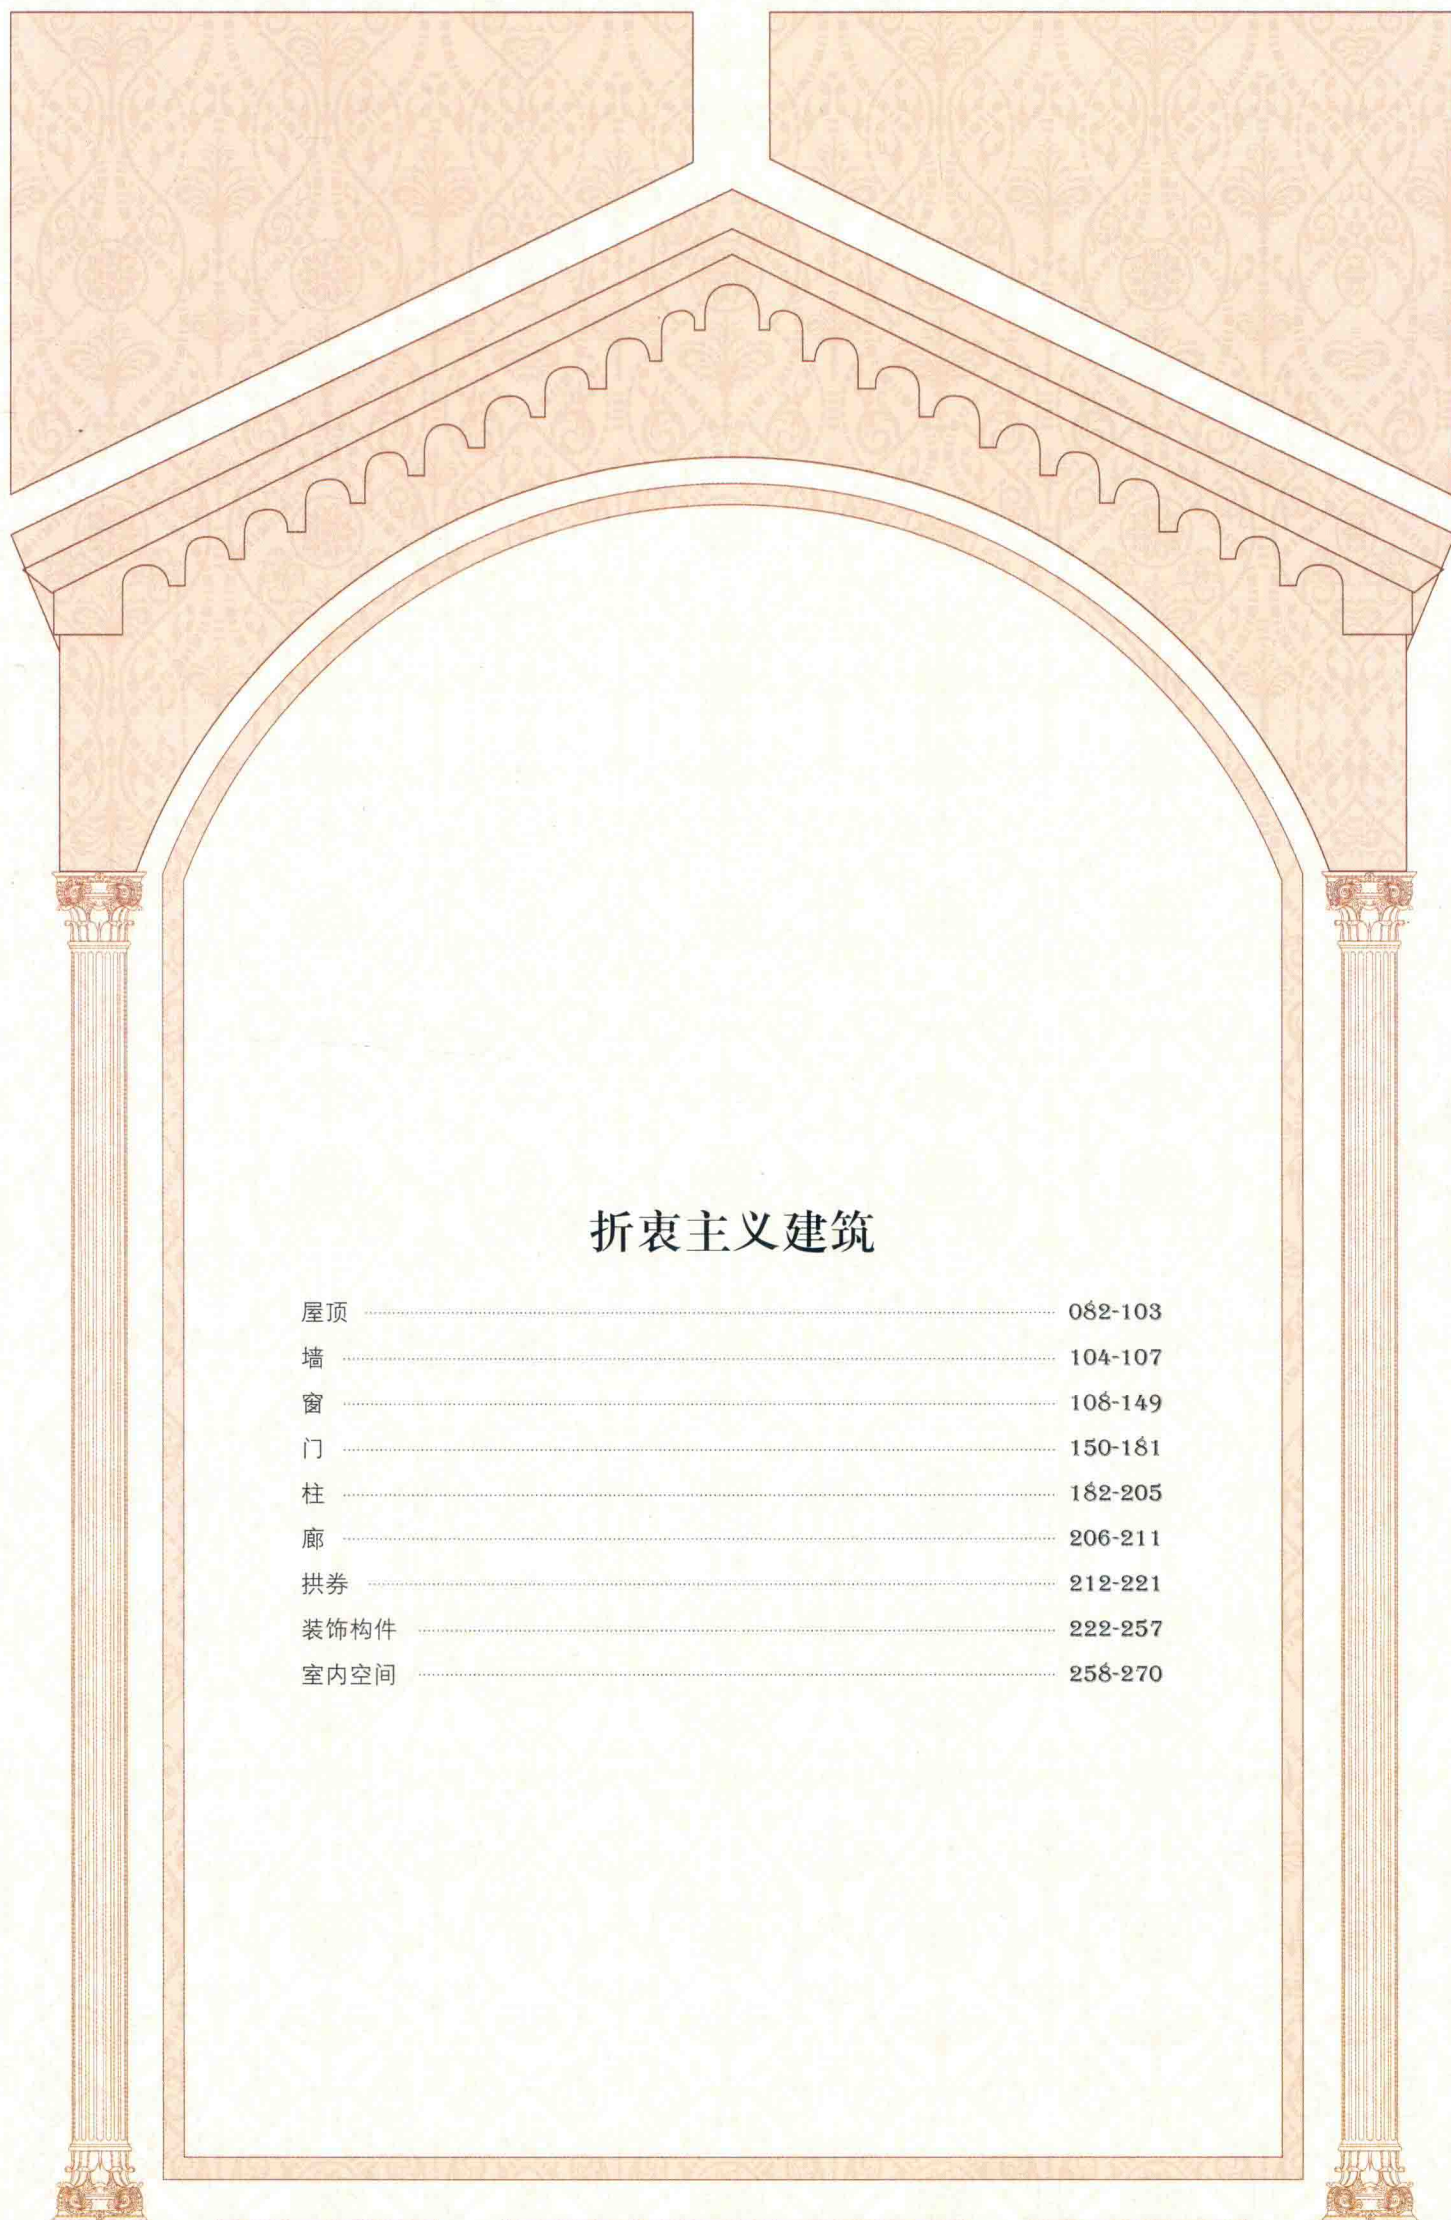 折衷主义建筑
屋顶 082-103
墙 104-107
窗 108-149
门 150-181
柱 182-205
廊 206-211
拱券 212-221
装饰构件 222-257
室内空间 258-270